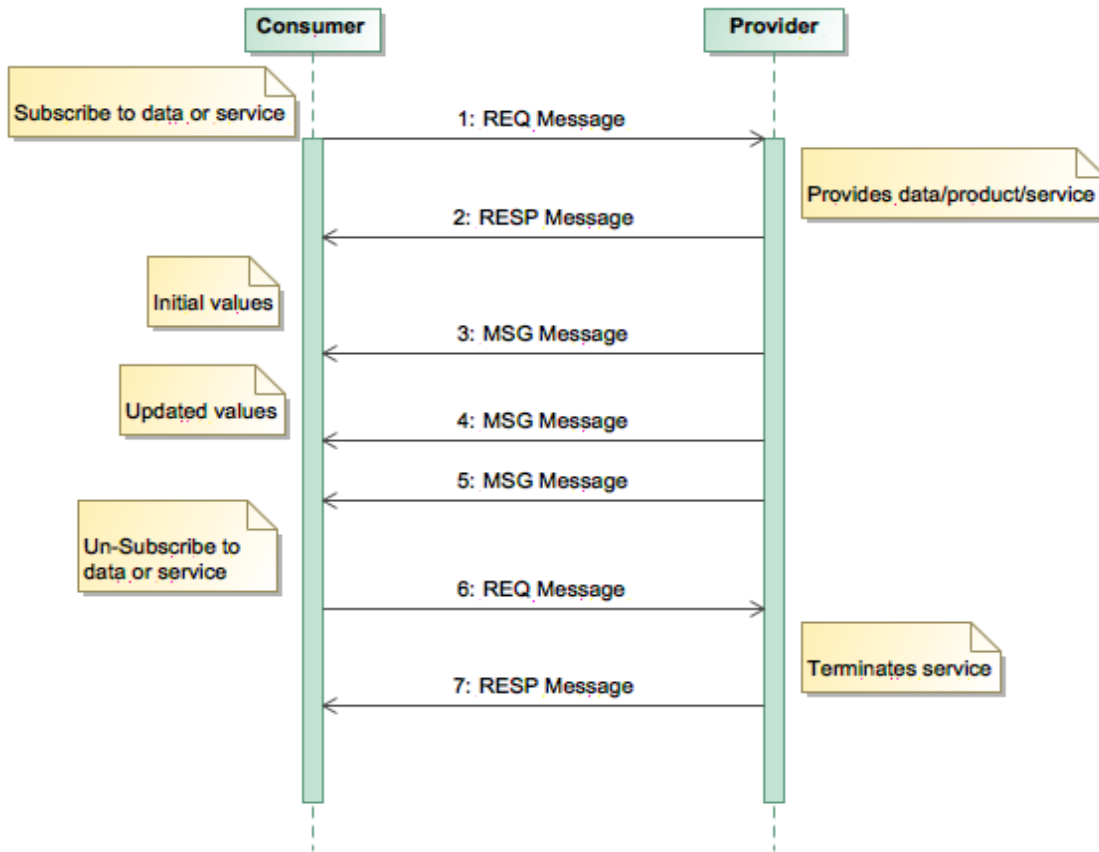 Consumer
Provider
Subscribe to data or service
1: REQ Message
Provides data/product/service
2: RESP Message
Initial values
3: MSG Message
Updated values
4: MSG Message
5: MSG Message
Un-Subscribe to
data or service
6: REQ Message
Terminates service
7: RESP Message